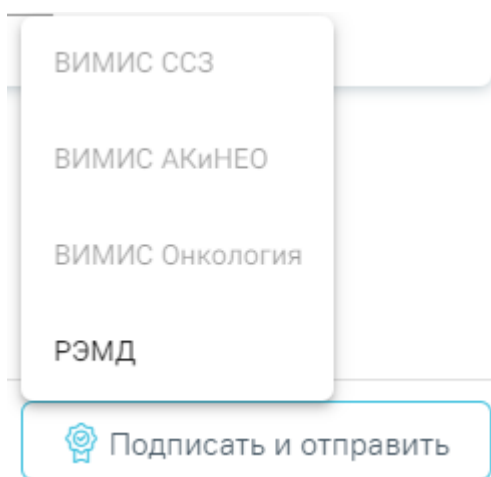 ВИМИС ССЗ
ВИМИС АКиНЕО
ВИМИС Онкология
РЭМД
Подписать и отправить